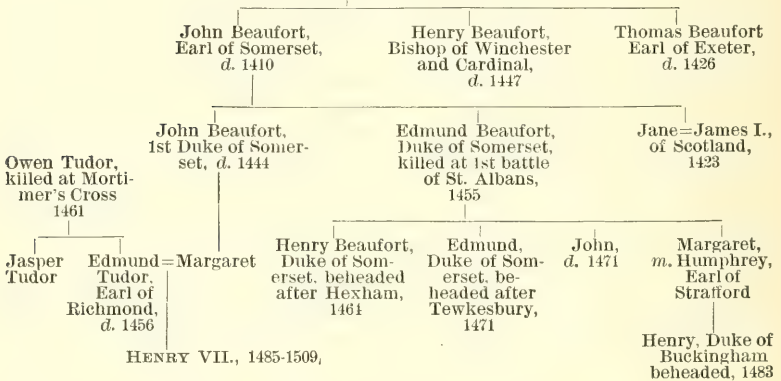 John Beaufort,
Earl of Somerset,
d. 1410
Henry Beaufort,
Bishop of Winchester
and Cardinal,
d. 1447
Thomas Beaufort
Earl of Exeter,
d. 1426
John Beaufort,
1st Duke of Somer-
set, d. 1444
Edmund Beaufort,
Duke of Somerset,
killed at 1st battle
of St. Albans,
1455
Jane=James I.,
of Scotland,
1423
Owen Tudor,
killed at Morti-
mer's Cross
1461
Jasper
Tudor
Edmund=Margaret
Tudor,
Earl of
Richmond,
d. 1456
Henry Beaufort,
Duke of Som-
erset, beheaded
after Hexham,
1464
Edmund,
Duke of Som-
erset, be-
headed after
Tewkesbury,
1471
John,
d. 1471
Margaret,
m. Humphrey,
Earl of
Strafford
HENRY VII., 1485-1509,
Henry, Duke of
Buckingham
beheaded, 1483